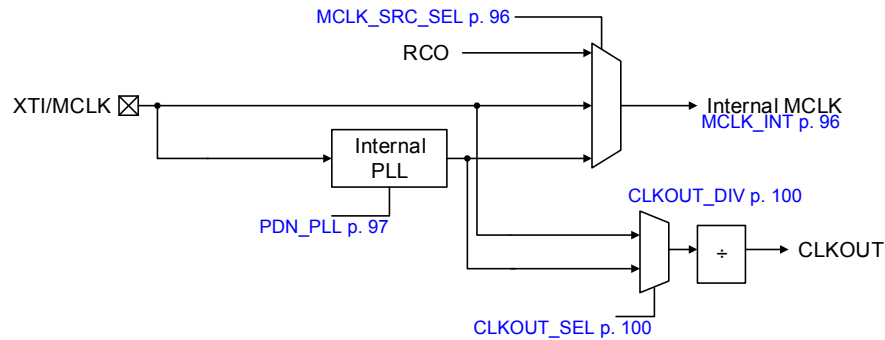 MCLK_SRC_SEL p. 96
RCO
XTI/MCLK
Internal MCLK
MCLK_INT p. 96
Internal
PLL
PDN_PLL p. 97
CLKOUT_DIV p. 100
÷
CLKOUT
CLKOUT_SEL p. 100